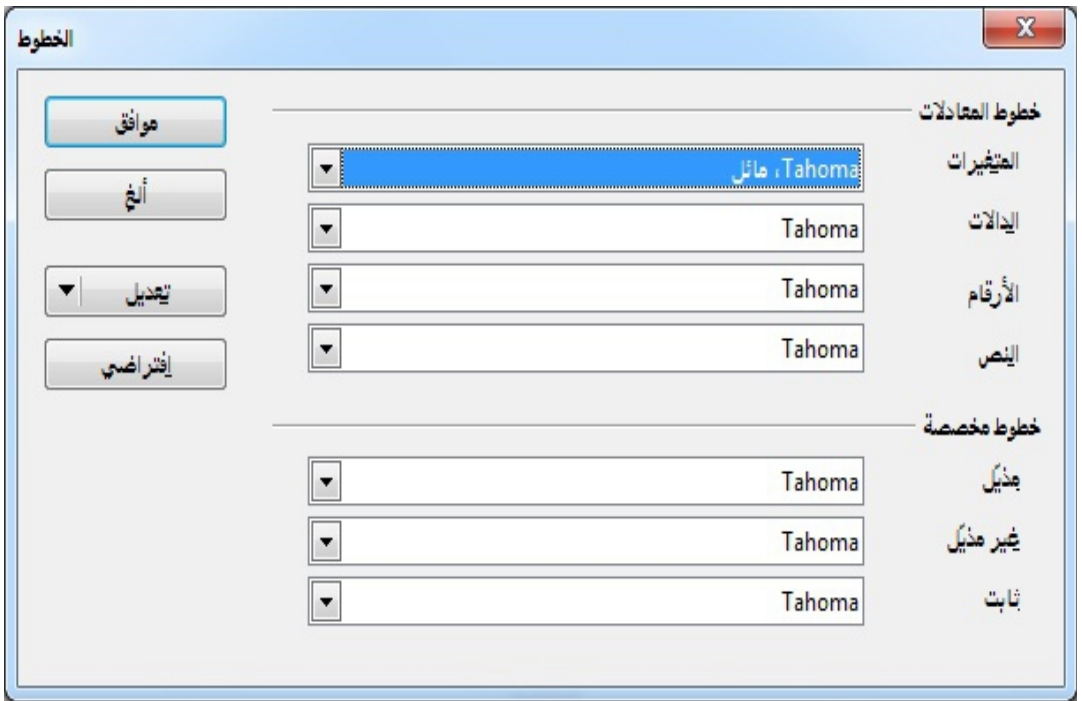 الخطوط
خطوط المعادلات
المتغيرات
Tahoma، مائل
الدالات
Tahoma
الأرقام
Tahoma
النص
Tahoma
خطوط مخصصة
مذيّل
Tahoma
غير مذيّل
Tahoma
ثابت
Tahoma
موافق
ألغ
تعديل
إفتراضي